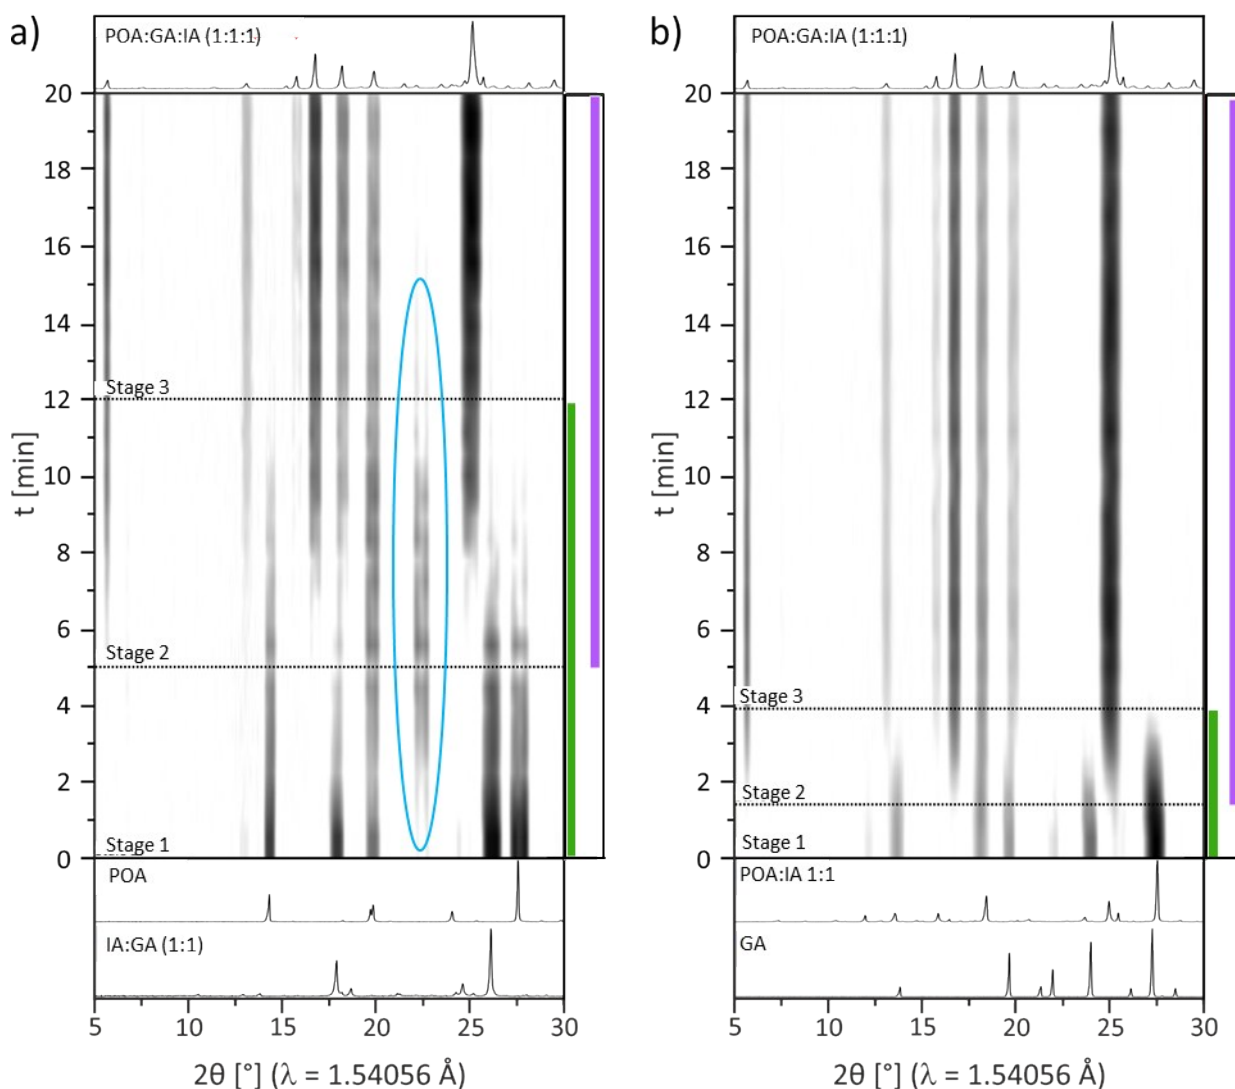 a)
POA:GA:IA (1:1:1)
20
18
16
14
12
10
8
6
4
2
0
t [min]
Stage 3
Stage 2
Stage 1
POA
IA:GA (1:1)
5 10 15 20 25 30
2θ [°] (λ = 1.54056 Å)
b)
POA:GA:IA (1:1:1)
20
18
16
14
12
10
8
6
4
2
0
t [min]
Stage 3
Stage 2
Stage 1
POA:IA 1:1
GA
5 10 15 20 25 30
2θ [°] (λ = 1.54056 Å)